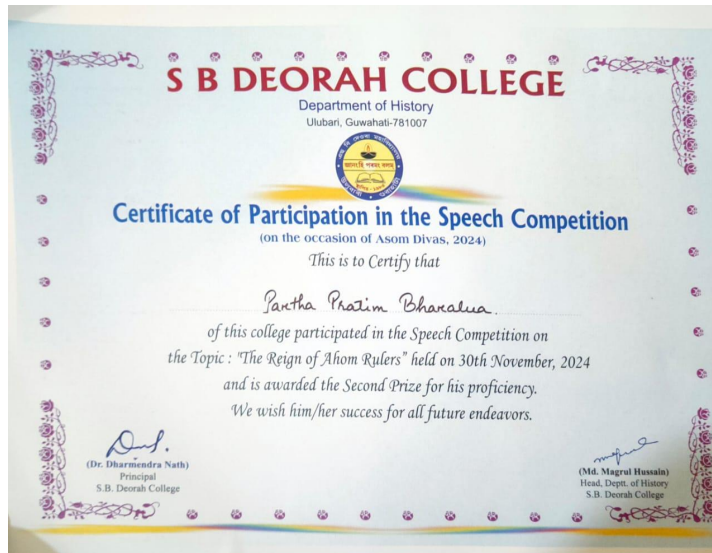 S B DEORAH COLLEGE
Department of History
Ulubari, Guwahati-781007
Certificate of Participation in the Speech Competition
(on the occasion of Asom Divas, 2024)
This is to Certify that
Partha Pratim Bharalua.
of this college participated in the Speech Competition on
the Topic : "The Reign of Ahom Rulers" held on 30th November, 2024
and is awarded the Second Prize for his proficiency.
We wish him/her success for all future endeavors.
(Dr. Dharmendra Nath)
Principal
S.B. Deorah College
(Md. Magrul Hussain)
Head, Deptt. of History
S.B. Deorah College